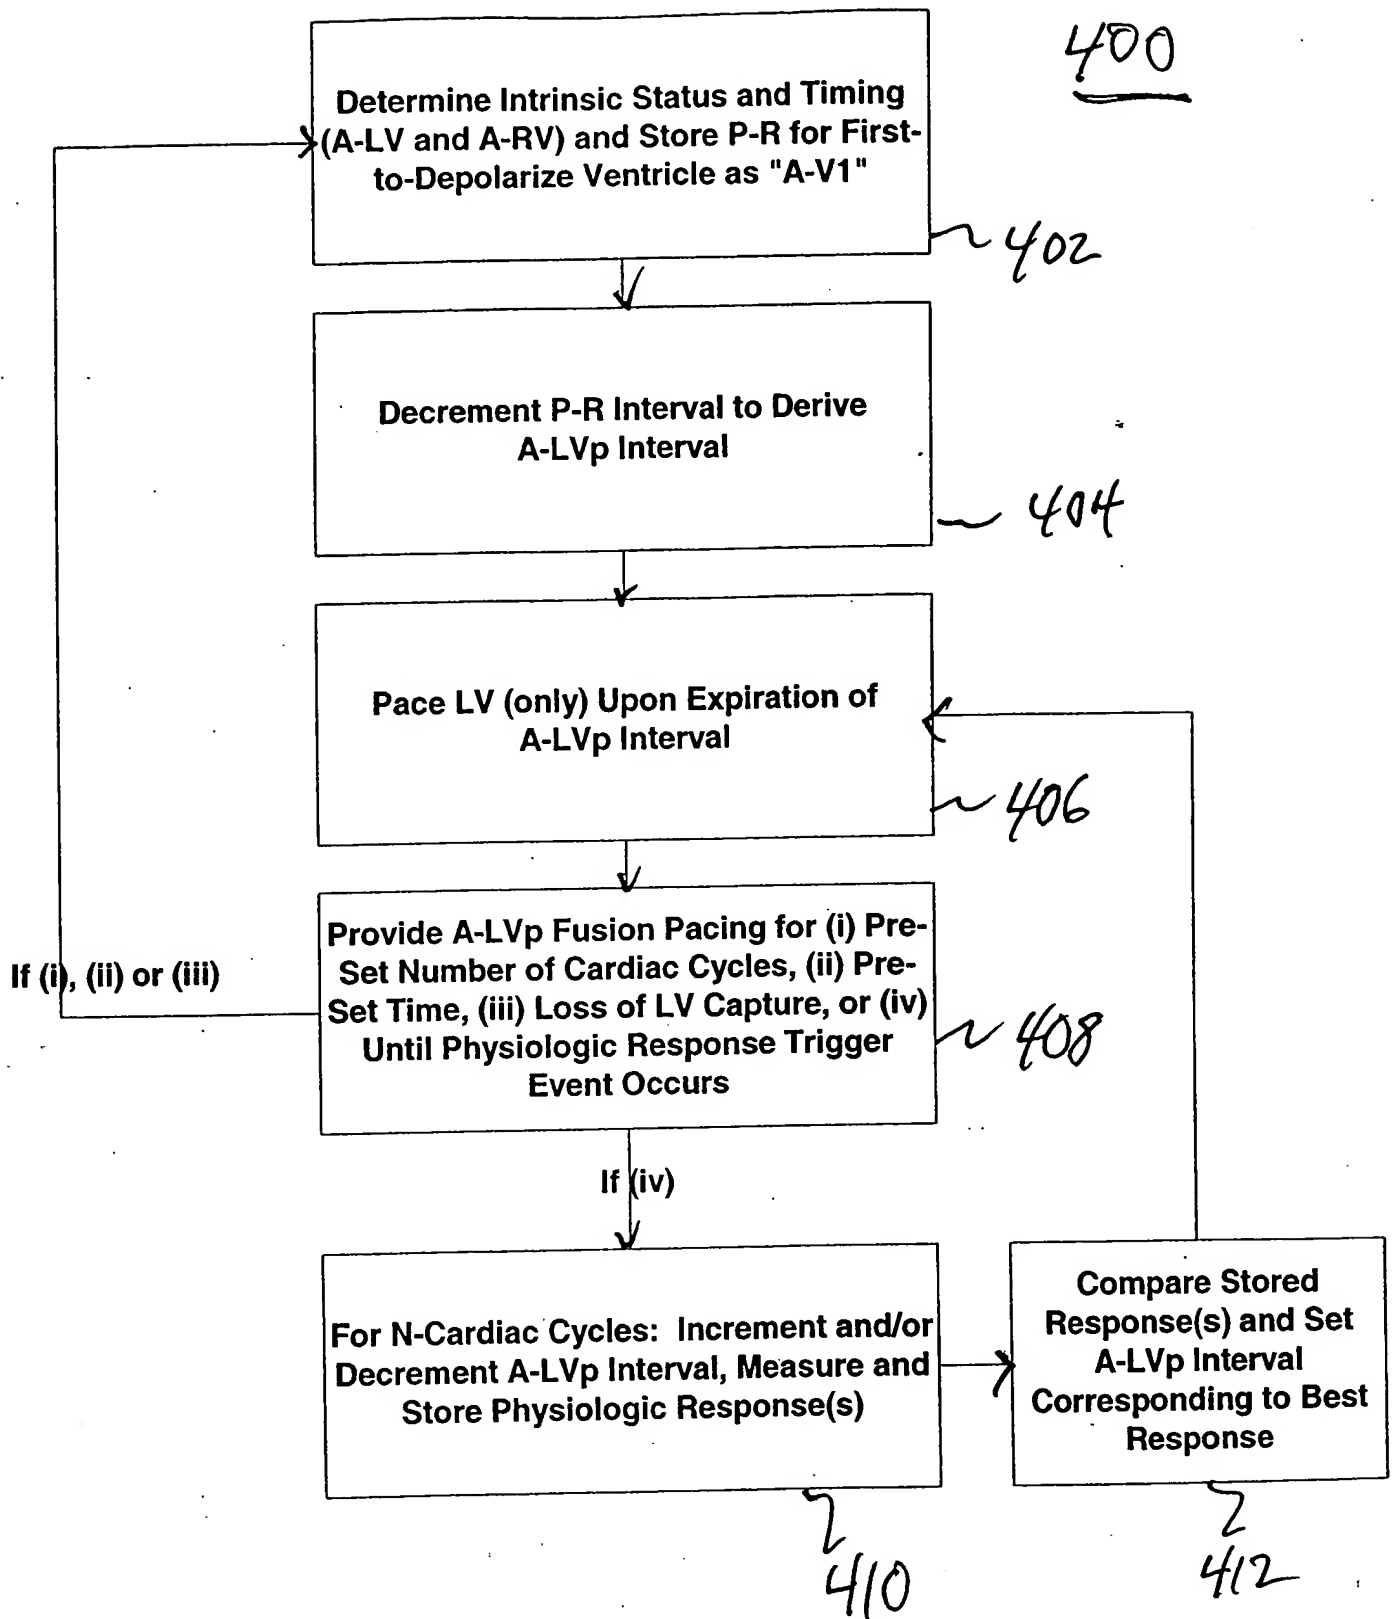 400
Determine Intrinsic Status and Timing
(A-LV and A-RV) and Store P-R for First-
to-Depolarize Ventricle as "A-V1"
402
Decrement P-R Interval to Derive
A-LVp Interval
404
Pace LV (only) Upon Expiration of
A-LVp Interval
406
Provide A-LVp Fusion Pacing for (i) Pre-
Set Number of Cardiac Cycles, (ii) Pre-
Set Time, (iii) Loss of LV Capture, or (iv)
Until Physiologic Response Trigger
Event Occurs
408
If (i), (ii) or (iii)
If (iv)
For N-Cardiac Cycles: Increment and/or
Decrement A-LVp Interval, Measure and
Store Physiologic Response(s)
410
Compare Stored
Response(s) and Set
A-LVp Interval
Corresponding to Best
Response
412